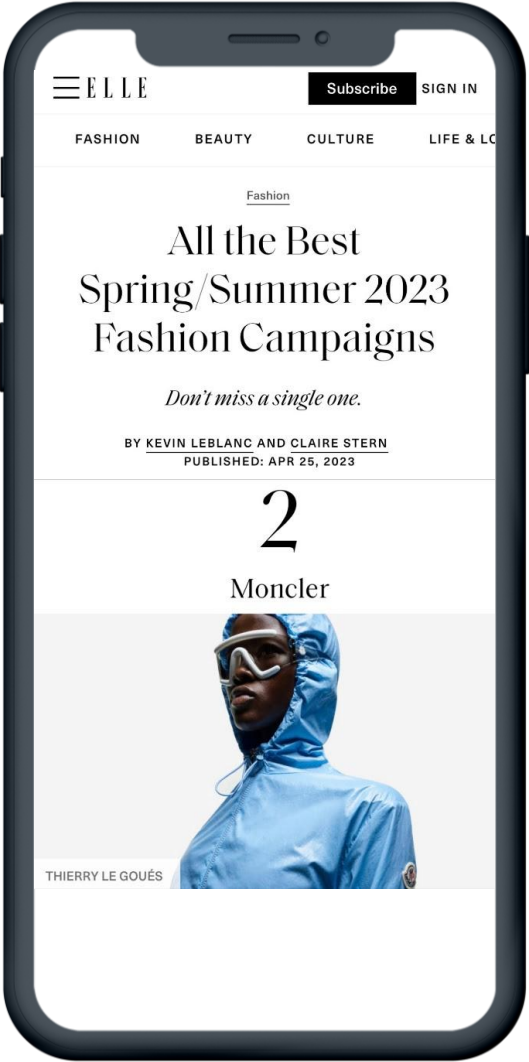 ELLE
Subscribe
SIGN IN
FASHION BEAUTY CULTURE LIFE & LO
Fashion
All the Best
Spring/Summer 2023
Fashion Campaigns
Don't miss a single one.
BY KEVIN LEBLANC AND CLAIRE STERN
PUBLISHED: APR 25, 2023
2
Moncler
THIERRY LE GOUÉS